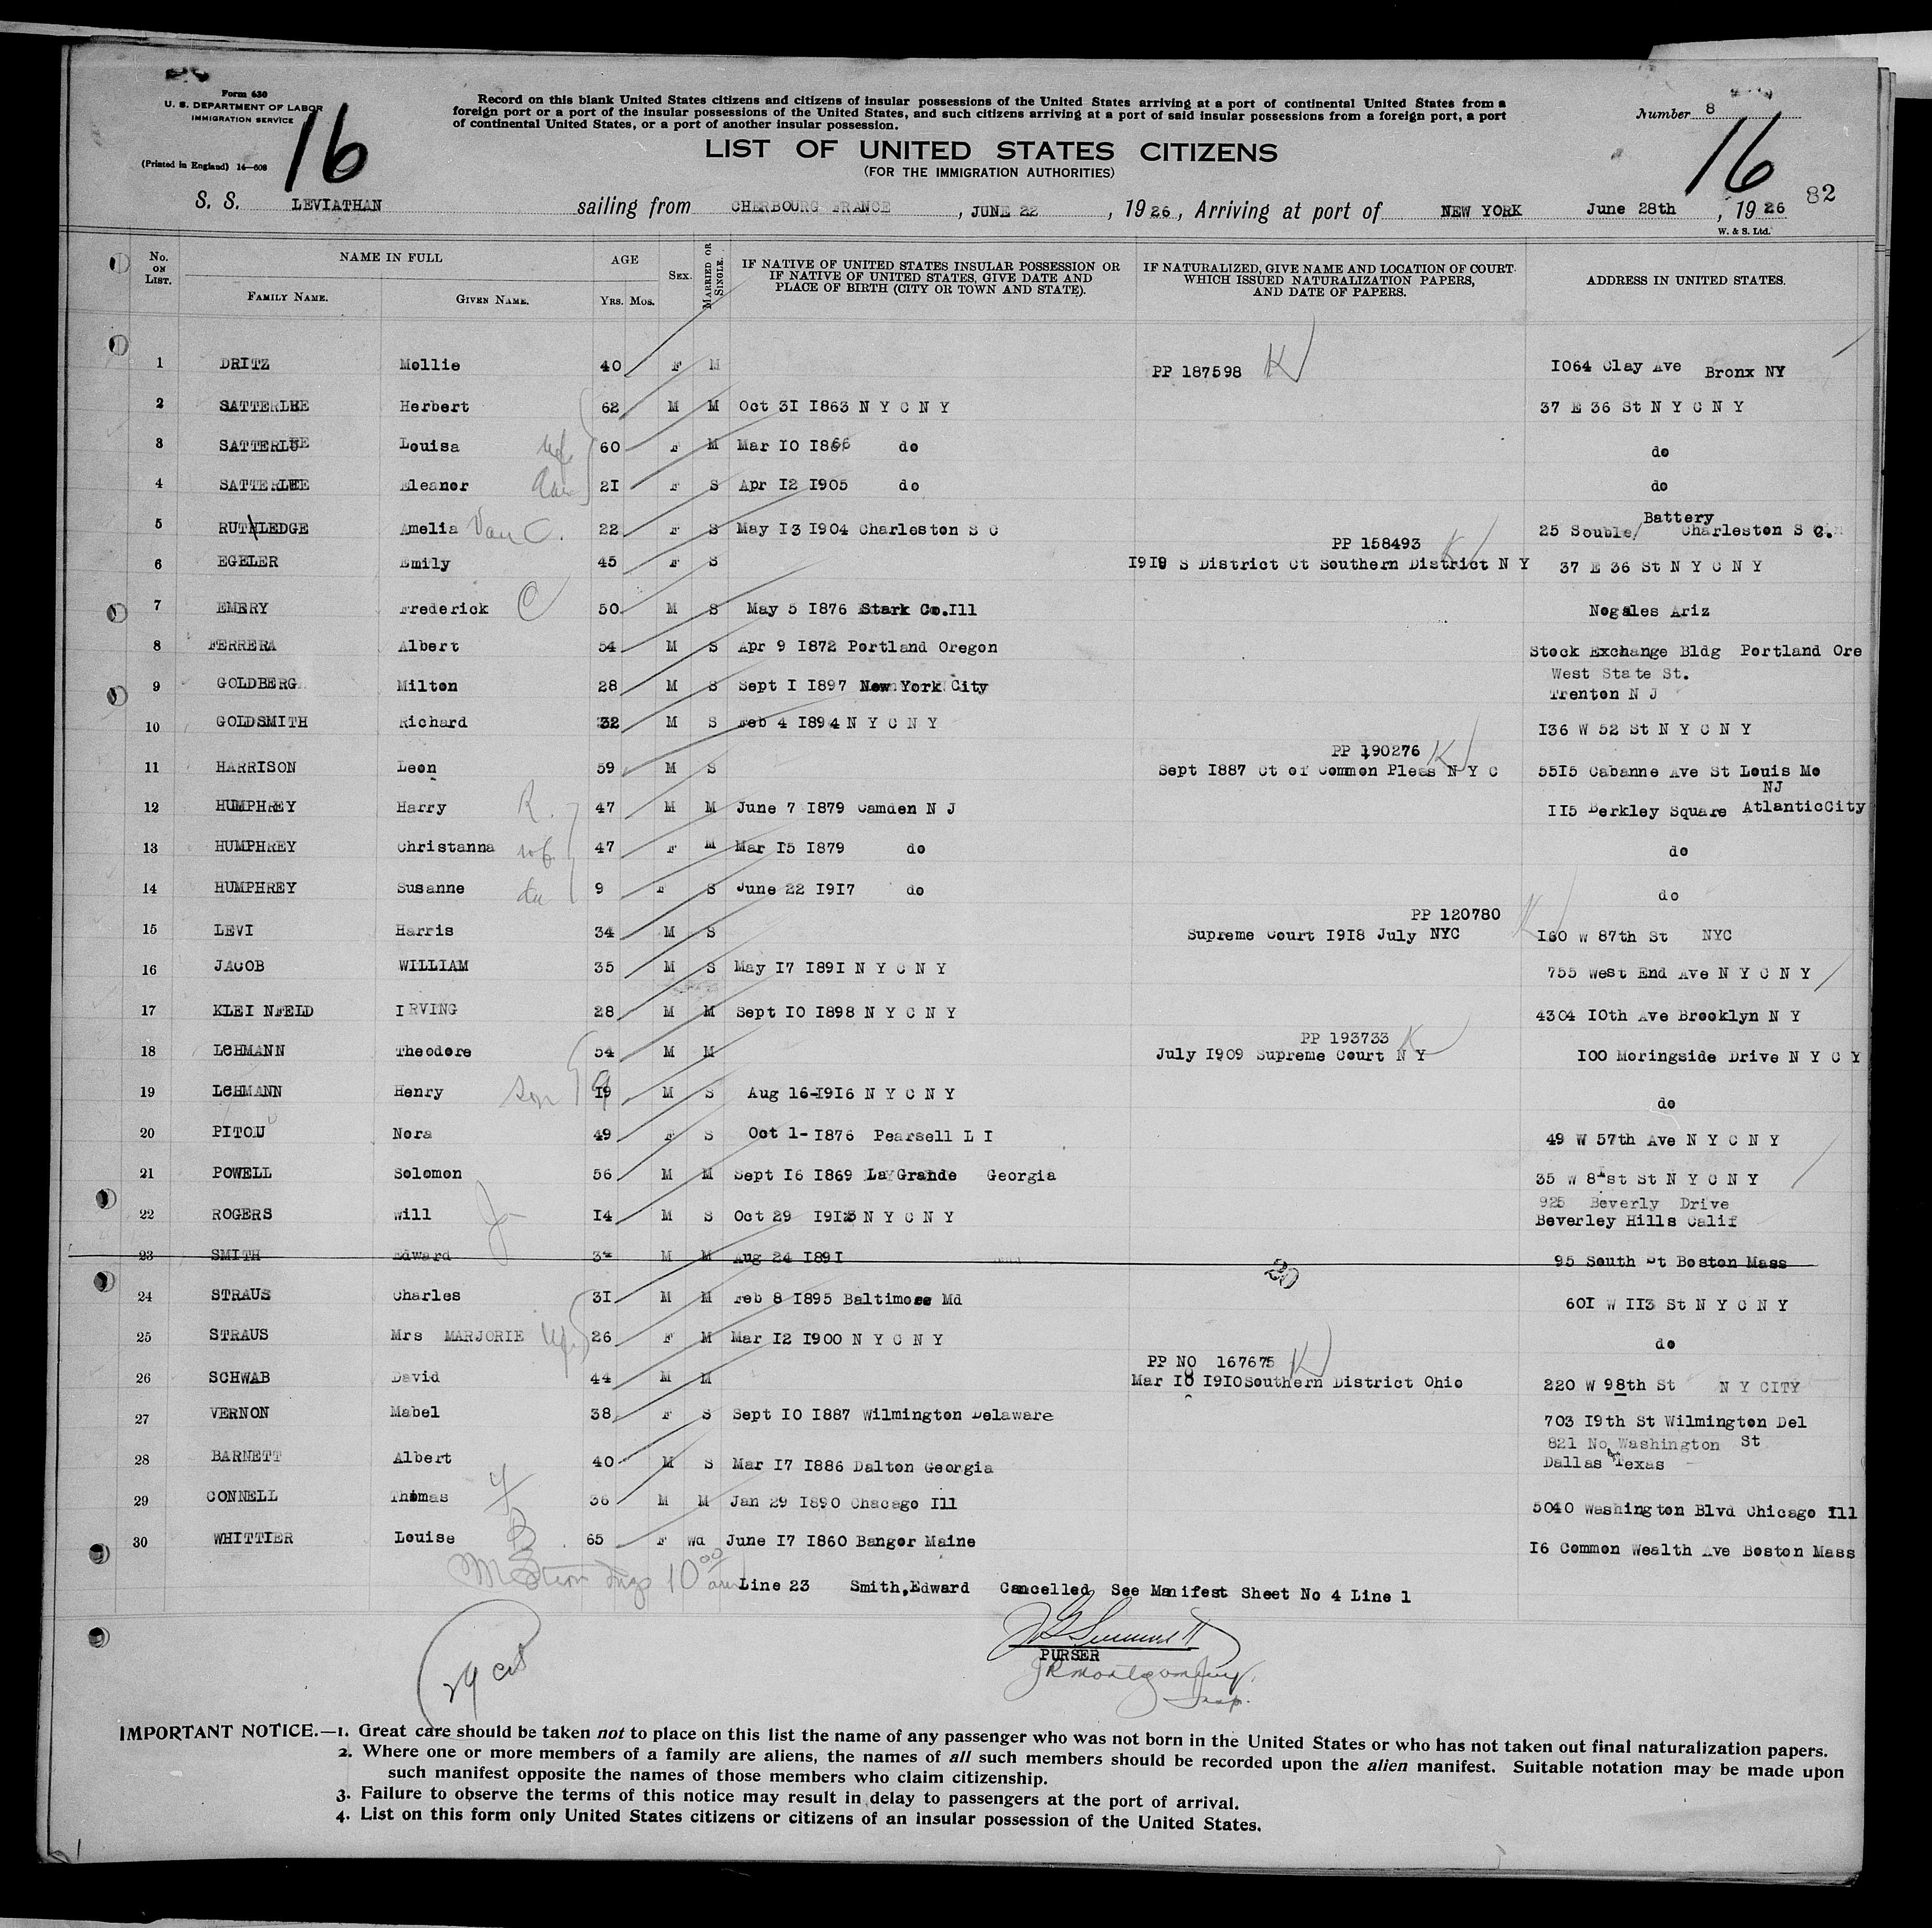 Form 630
U. S. DEPARTMENT OF LABOR
IMMIGRATION SERVICE
(Printed in England) 14—608
16
Record on this blank United States citizens and citizens of insular possessions of the United States arriving at a port of continental United States from a
foreign port or a port of the insular possessions of the United States, and such citizens arriving at a port of said insular possessions from a foreign port, a port
of continental United States, or a port of another insular possession.
LIST OF UNITED STATES CITIZENS
(FOR THE IMMIGRATION AUTHORITIES)
Number 8
16
82
S. S. LEVIATHAN sailing from CHERBOURG FRANCE, JUNE 22, 1926, Arriving at port of NEW YORK June 28th, 1926
W. & S. Ltd.
No. ON LIST. NAME IN FULL FAMILY NAME. GIVEN NAME. AGE YRS. MOS. SEX. MARRIED OR SINGLE. IF NATIVE OF UNITED STATES INSULAR POSSESSION OR IF NATIVE OF UNITED STATES, GIVE DATE AND PLACE OF BIRTH (CITY OR TOWN AND STATE). IF NATURALIZED, GIVE NAME AND LOCATION OF COURT WHICH ISSUED NATURALIZATION PAPERS, AND DATE OF PAPERS. ADDRESS IN UNITED STATES.
1 DRITZ Mollie 40 F M PP 187598 K 1064 Clay Ave Bronx NY
2 SATTERLEE Herbert 62 M M Oct 31 1863 N Y C N Y 37 E 36 St N Y C N Y
3 SATTERLEE Louisa wf 60 F M Mar 10 1866 do do
4 SATTERLEE Eleanor dau 21 F S Apr 12 1905 do do
5 RUTHLEDGE Amelia Van C. 22 F S May 13 1904 Charleston S C 25 Battery Charleston S C.
6 EGELER Emily 45 F S PP 158493 K
1919 S District Ct Southern District N Y 37 E 36 St N Y C N Y
7 EMERY Frederick C 50 M S May 5 1876 Stark Co.Ill Nogales Ariz
8 FERRERA Albert 54 M S Apr 9 1872 Portland Oregon Stock Exchange Bldg Portland Ore
9 GOLDBERG Milton 28 M S Sept 1 1897 New York City West State St.
Trenton N J
10 GOLDSMITH Richard 32 M S Feb 4 1894 N Y C N Y 136 W 52 St N Y C N Y
11 HARRISON Leon 59 M S PP 190276 K
Sept 1887 Ct of Common Pleas N Y C 5515 Cabanne Ave St Louis Mo
12 HUMPHREY Harry R. 47 M M June 7 1879 Camden N J 115 Berkley Square AtlanticCity NJ
13 HUMPHREY Christanna wf 47 F M Mar 15 1879 do do
14 HUMPHREY Susanne da 9 F S June 22 1917 do do
15 LEVI Harris 34 M S PP 120780 K
Supreme Court 1918 July NYC 160 W 87th St NYC
16 JACOB WILLIAM 35 M S May 17 1891 N Y C N Y 755 West End Ave N Y C N Y
17 KLEI NFELD IRVING 28 M M Sept 10 1898 N Y C N Y 4304 10th Ave Brooklyn N Y
18 LEHMANN Theodore 54 M M PP 193733 K
July 1909 Supreme Court N Y 100 Moringside Drive N Y C Y
19 LEHMANN Henry son 19 9 M S Aug 16-1916 N Y C N Y do
20 PITOU Nora 49 F S Oct 1- 1876 Pearsell L I 49 W 57th Ave N Y C N Y
21 POWELL Solomon 56 M M Sept 16 1869 La Grande Georgia 35 W 81st St N Y C N Y
22 ROGERS Will Jr 14 M S Oct 29 N Y C N Y 925 Beverly Drive
Beverley Hills Calif
23 SMITH Edward M M Aug 24 1891 95 South St Boston Mass
20
24 STRAUS Charles 31 M M Feb 8 1895 Baltimore Md 601 W 113 St N Y C N Y
25 STRAUS Mrs MARJORIE wf 26 F M Mar 12 1900 N Y C N Y do
26 SCHWAB David 44 M M PP NO 167675 K
Mar 18 1910Southern District Ohio 220 W 98th St N Y CITY
27 VERNON Mabel 38 F S Sept 10 1887 Wilmington Delaware 703 19th St Wilmington Del
28 BARNETT Albert 40 M S Mar 17 1886 Dalton Georgia 821 No Washington St
Dallas Texas
29 CONNELL Thomas 36 M M Jan 29 1890 Chacago Ill 5040 Washington Blvd Chicago Ill
30 WHITTIER Louise B 65 F Wd June 17 1860 Bangor Maine 16 Common Wealth Ave Boston Mass
10 00
Line 23 Smith,Edward Cancelled See Manifest Sheet No 4 Line 1
PURSER
JRMontgomery
Insp.
29 cits
IMPORTANT NOTICE.—1. Great care should be taken not to place on this list the name of any passenger who was not born in the United States or who has not taken out final naturalization papers.
2. Where one or more members of a family are aliens, the names of all such members should be recorded upon the alien manifest. Suitable notation may be made upon
such manifest opposite the names of those members who claim citizenship.
3. Failure to observe the terms of this notice may result in delay to passengers at the port of arrival.
4. List on this form only United States citizens or citizens of an insular possession of the United States.